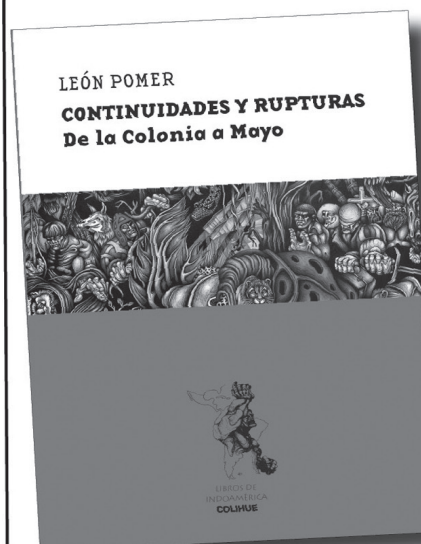 LEÓN POMER
CONTINUIDADES Y RUPTURAS
De la Colonia a Mayo
LIBROS DE
INDOAMÉRICA
COLIHUE